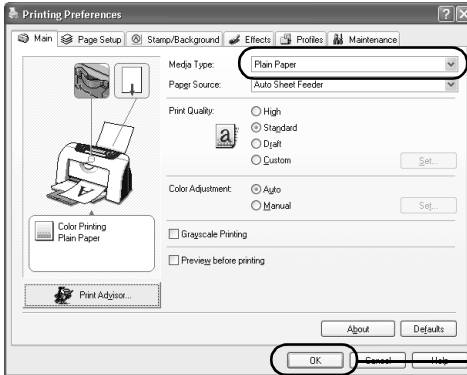 Printing Preferences
Main Page Setup Stamp/Background Effects Profiles Maintenance
Media Type: Plain Paper
Paper Source: Auto Sheet Feeder
Print Quality: High
Standard
Draft
Custom Set...
Color Adjustment: Auto
Manual Set...
Color Printing
Plain Paper
Grayscale Printing
Preview before printing
Print Advisor...
About Defaults
OK Cancel Help